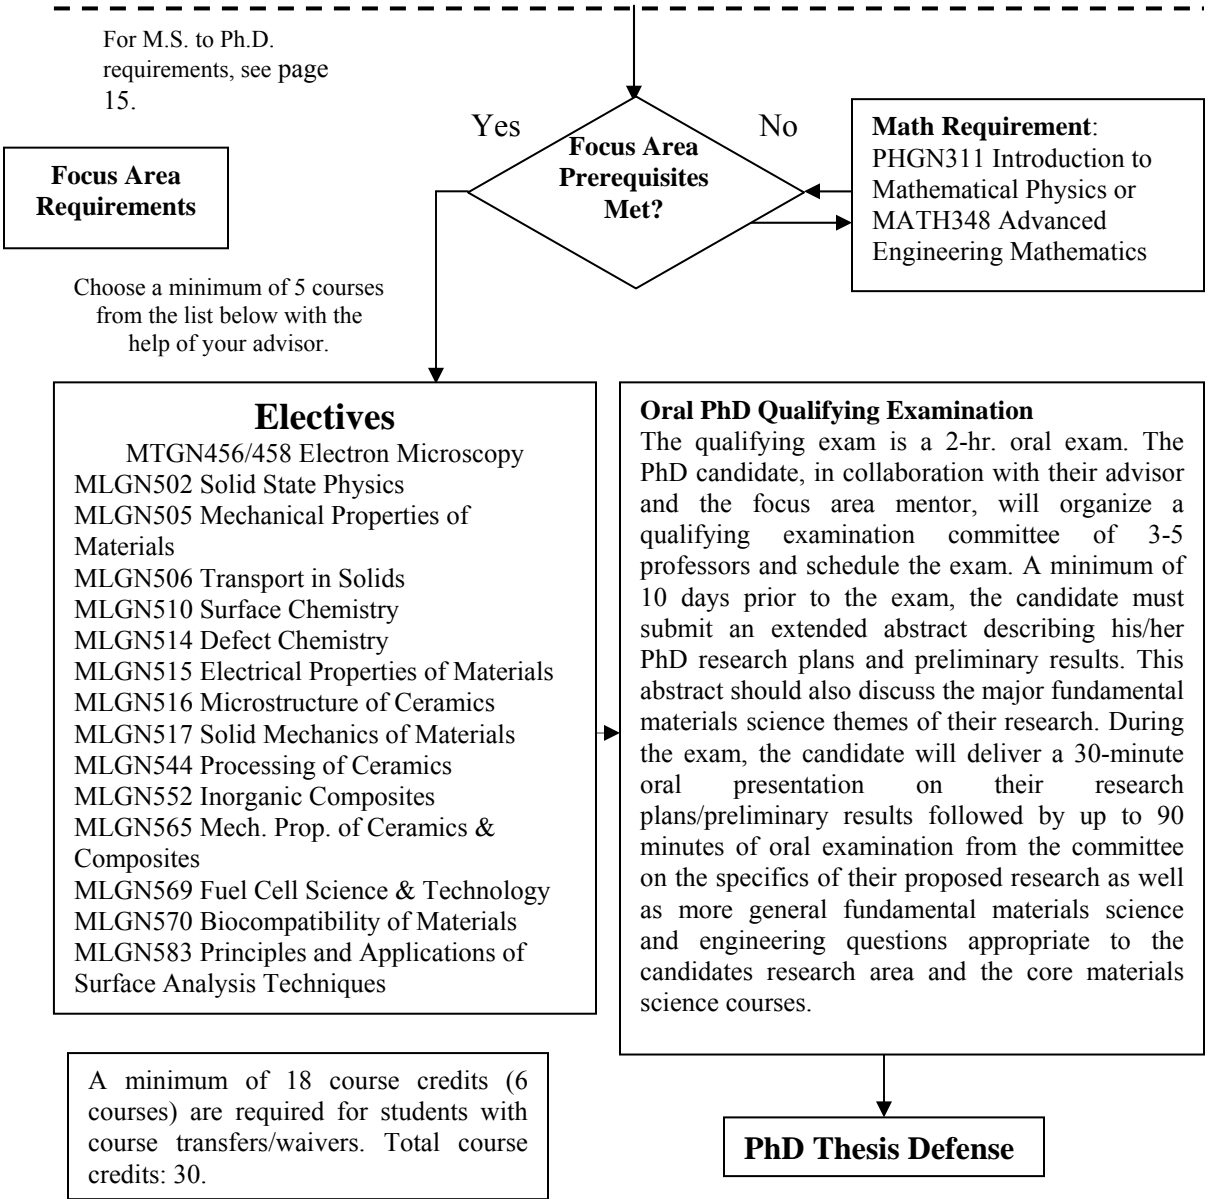 For M.S. to Ph.D.
requirements, see page
15.
Yes
No
Focus Area
Prerequisites
Met?
Math Requirement:
PHGN311 Introduction to
Mathematical Physics or
MATH348 Advanced
Engineering Mathematics
Focus Area
Requirements
Choose a minimum of 5 courses
from the list below with the
help of your advisor.
Electives
MTGN456/458 Electron Microscopy
MLGN502 Solid State Physics
MLGN505 Mechanical Properties of
Materials
MLGN506 Transport in Solids
MLGN510 Surface Chemistry
MLGN514 Defect Chemistry
MLGN515 Electrical Properties of Materials
MLGN516 Microstructure of Ceramics
MLGN517 Solid Mechanics of Materials
MLGN544 Processing of Ceramics
MLGN552 Inorganic Composites
MLGN565 Mech. Prop. of Ceramics &
Composites
MLGN569 Fuel Cell Science & Technology
MLGN570 Biocompatibility of Materials
MLGN583 Principles and Applications of
Surface Analysis Techniques
Oral PhD Qualifying Examination
The qualifying exam is a 2-hr. oral exam. The
PhD candidate, in collaboration with their advisor
and the focus area mentor, will organize a
qualifying examination committee of 3-5
professors and schedule the exam. A minimum of
10 days prior to the exam, the candidate must
submit an extended abstract describing his/her
PhD research plans and preliminary results. This
abstract should also discuss the major fundamental
materials science themes of their research. During
the exam, the candidate will deliver a 30-minute
oral presentation on their research
plans/preliminary results followed by up to 90
minutes of oral examination from the committee
on the specifics of their proposed research as well
as more general fundamental materials science
and engineering questions appropriate to the
candidates research area and the core materials
science courses.
A minimum of 18 course credits (6
courses) are required for students with
course transfers/waivers. Total course
credits: 30.
PhD Thesis Defense